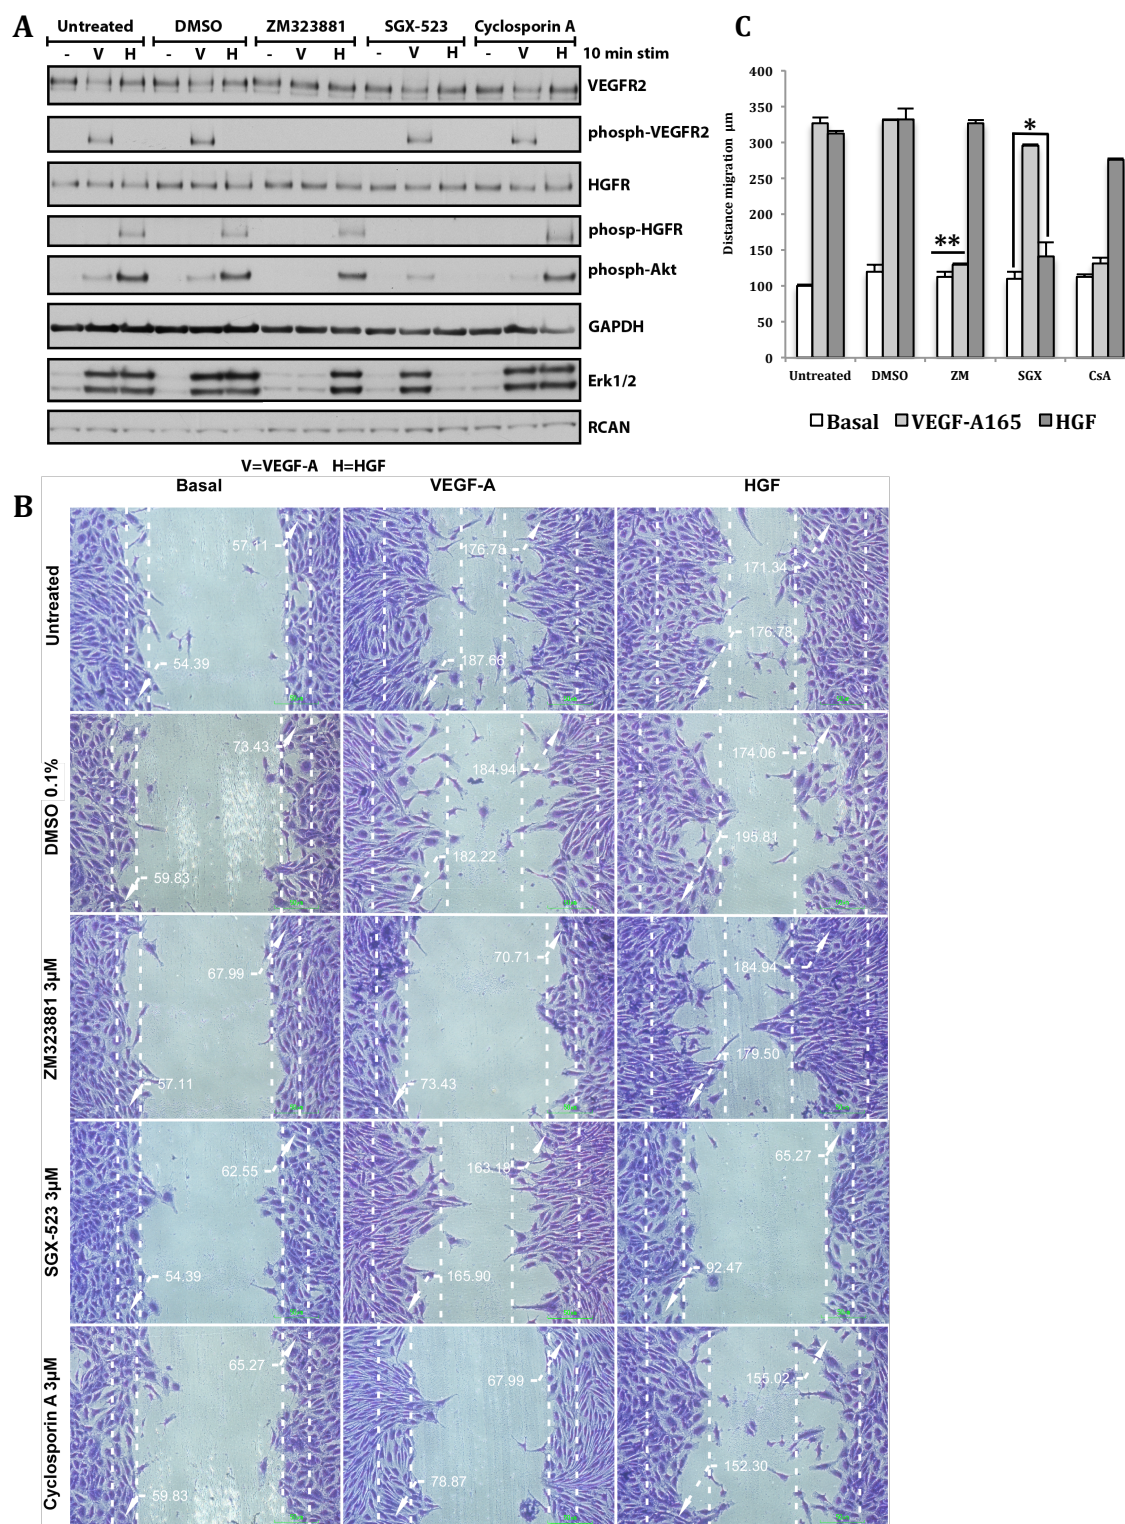 A
Untreated DMSO ZM323881 SGX-523 Cyclosporin A
- V H - V H - V H - V H - V H 10 min stim
VEGFR2
phosph-VEGFR2
HGFR
phosp-HGFR
phosph-Akt
GAPDH
Erk1/2
RCAN
V=VEGF-A H=HGF
C
Distance migration µm
400
350
300
250
200
150
100
50
0
**
*
Untreated DMSO ZM SGX CsA
Basal VEGF-A165 HGF
B
Basal VEGF-A HGF
Untreated
57.11
54.39
176.78
187.66
171.34
176.78
DMSO 0.1%
73.43
59.83
184.94
182.22
174.06
195.81
ZM323881 3µM
67.99
57.11
70.71
73.43
184.94
179.50
SGX-523 3µM
62.55
54.39
163.18
165.90
65.27
92.47
Cyclosporin A 3µM
65.27
59.83
67.99
78.87
155.02
152.30